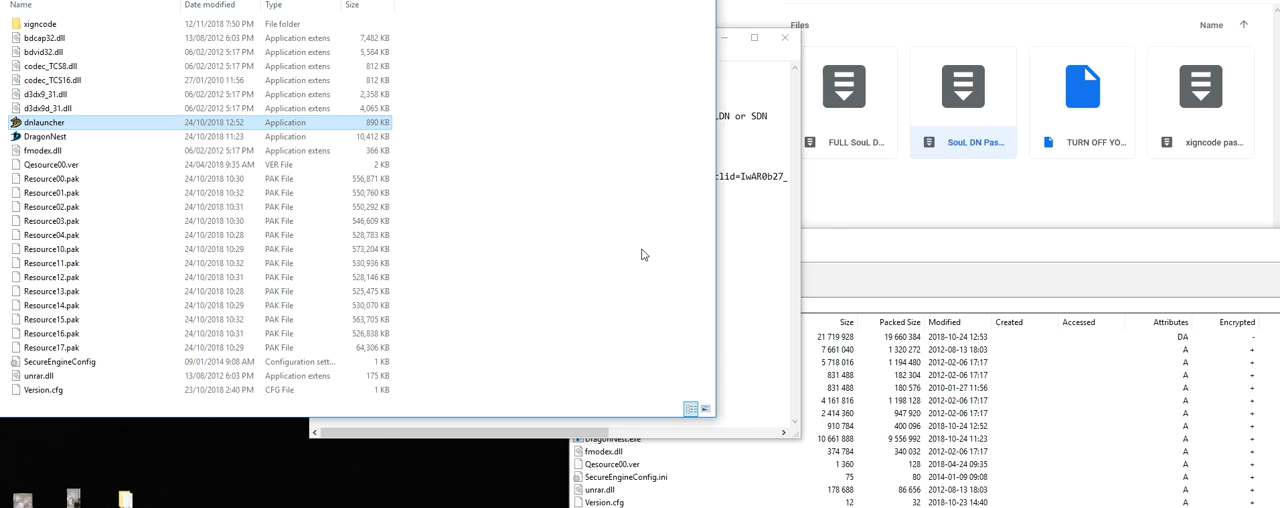 Name Date modified Type Size
xigncode 12/11/2018 7:50 PM File folder
bdcap32.dll 13/08/2012 6:03 PM Application extens 7,482 KB
bdvid32.dll 06/02/2012 5:17 PM Application extens 5,584 KB
codec_TCS8.dll 06/02/2012 5:17 PM Application extens 812 KB
codec_TCS16.dll 27/01/2010 11:56 Application extens 812 KB
d3dx9_31.dll 06/02/2012 5:17 PM Application extens 2,358 KB
d3dx9d_31.dll 06/02/2012 5:17 PM Application extens 4,065 KB
dnlauncher 24/10/2018 12:52 Application 890 KB
DragonNest 24/10/2018 11:23 Application 10,412 KB
fmodex.dll 06/02/2012 5:17 PM Application extens 366 KB
Qesource00.ver 24/04/2018 9:35 AM VER File 2 KB
Resource00.pak 24/10/2018 10:30 PAK File 556,871 KB
Resource01.pak 24/10/2018 10:32 PAK File 550,760 KB
Resource02.pak 24/10/2018 10:31 PAK File 550,292 KB
Resource03.pak 24/10/2018 10:30 PAK File 546,609 KB
Resource04.pak 24/10/2018 10:28 PAK File 528,783 KB
Resource10.pak 24/10/2018 10:29 PAK File 573,204 KB
Resource11.pak 24/10/2018 10:32 PAK File 530,936 KB
Resource12.pak 24/10/2018 10:31 PAK File 528,146 KB
Resource13.pak 24/10/2018 10:28 PAK File 525,475 KB
Resource14.pak 24/10/2018 10:29 PAK File 530,070 KB
Resource15.pak 24/10/2018 10:32 PAK File 563,705 KB
Resource16.pak 24/10/2018 10:31 PAK File 526,838 KB
Resource17.pak 24/10/2018 10:29 PAK File 64,306 KB
SecureEngineConfig 09/01/2014 9:08 AM Configuration sett... 1 KB
unrar.dll 13/08/2012 6:03 PM Application extens 175 KB
Version.cfg 23/10/2018 2:40 PM CFG File 1 KB
LDN or SDN
clid=IwAR0b27_
Files Name
FULL SouL D... SouL DN Pas... TURN OFF YO... xigncode pas...
Size Packed Size Modified Created Accessed Attributes Encrypted
21 719 928 19 660 384 2018-10-24 12:53 DA -
7 661 040 1 320 272 2012-08-13 18:03 A +
5 718 016 1 194 480 2012-02-06 17:17 A +
831 488 182 304 2012-02-06 17:17 A +
831 488 180 576 2010-01-27 11:56 A +
4 161 816 1 198 128 2012-02-06 17:17 A +
2 414 360 947 920 2012-02-06 17:17 A +
910 784 400 096 2018-10-24 12:52 A +
DragonNest.exe 10 661 888 9 556 992 2018-10-24 11:23 A +
fmodex.dll 374 784 340 032 2012-02-06 17:17 A +
Qesource00.ver 1 360 128 2018-04-24 09:35 A +
SecureEngineConfig.ini 75 80 2014-01-09 09:08 A +
unrar.dll 178 688 86 656 2012-08-13 18:03 A +
Version.cfg 12 32 2018-10-23 14:40 A +